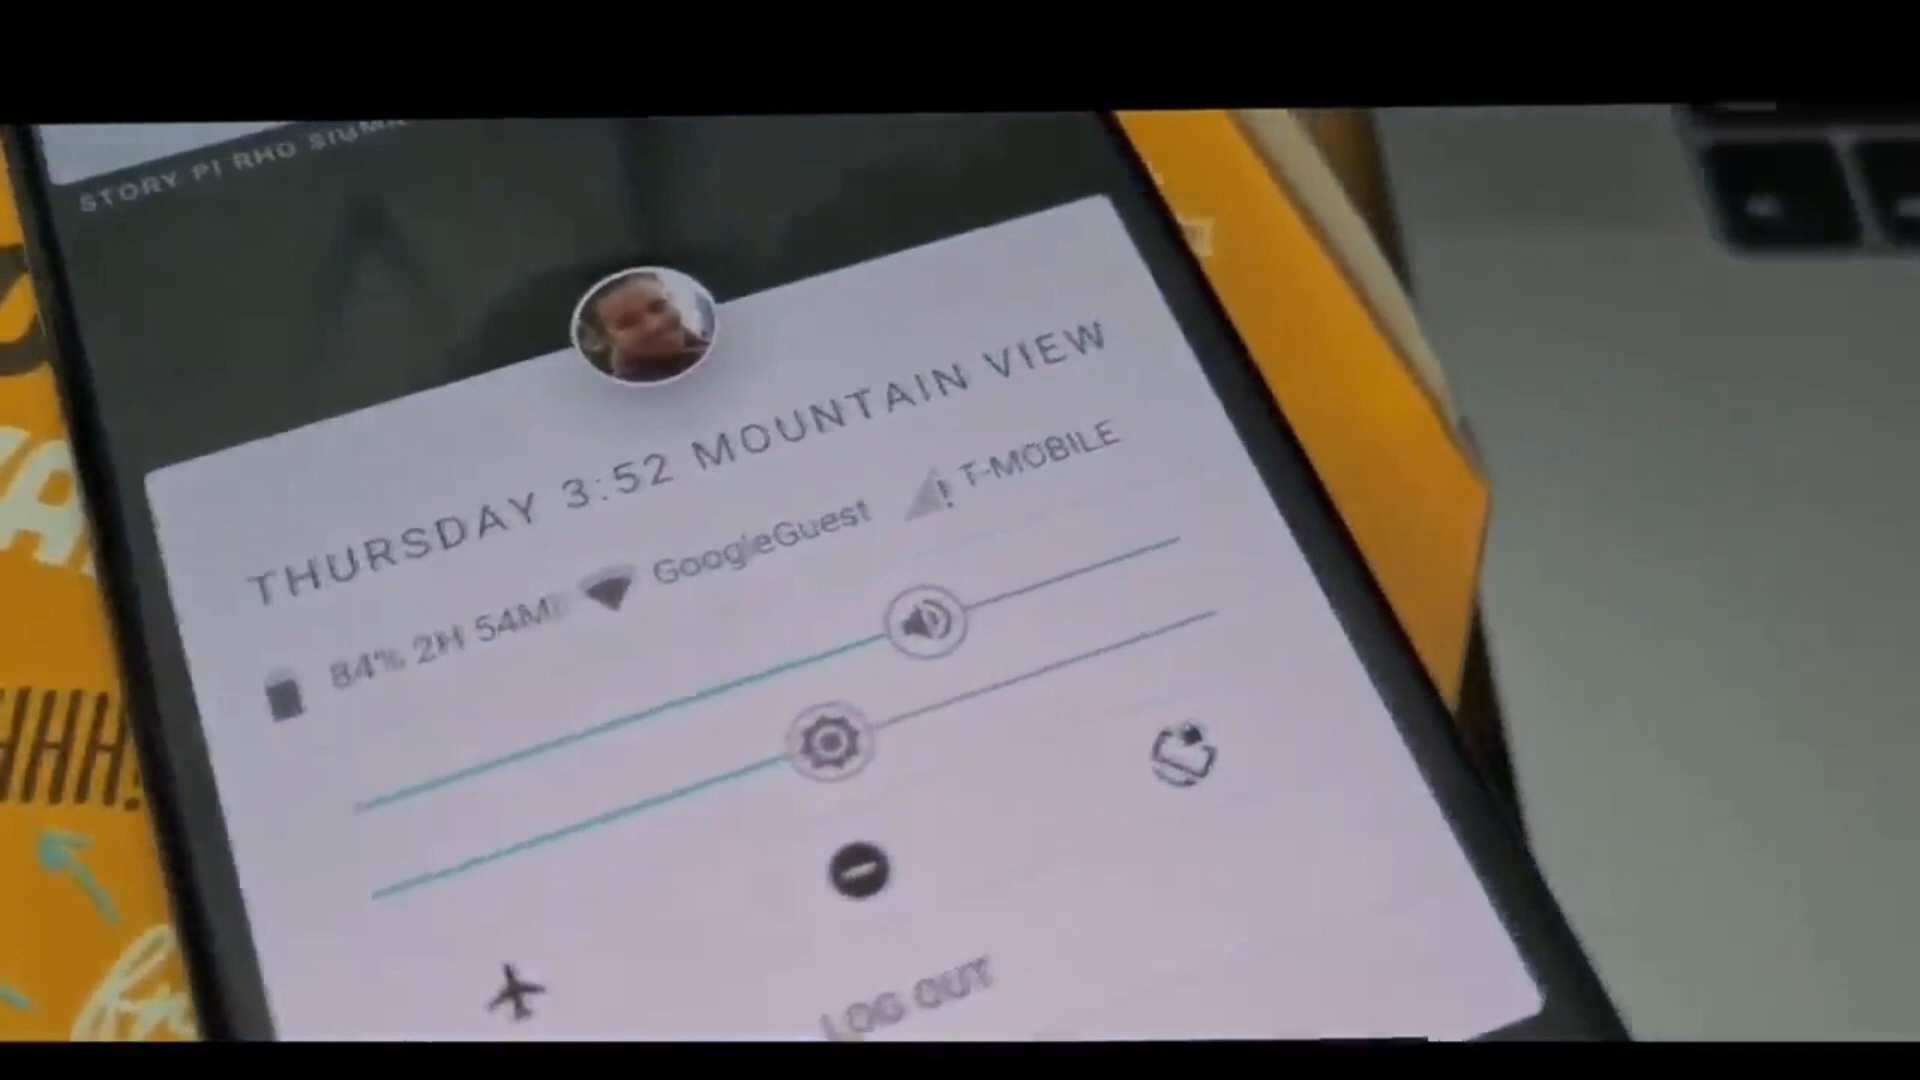 STORY PI RHO SIGMA
THURSDAY 3:52 MOUNTAIN VIEW
84% 2H 54M GoogleGuest T-MOBILE
LOG OUT